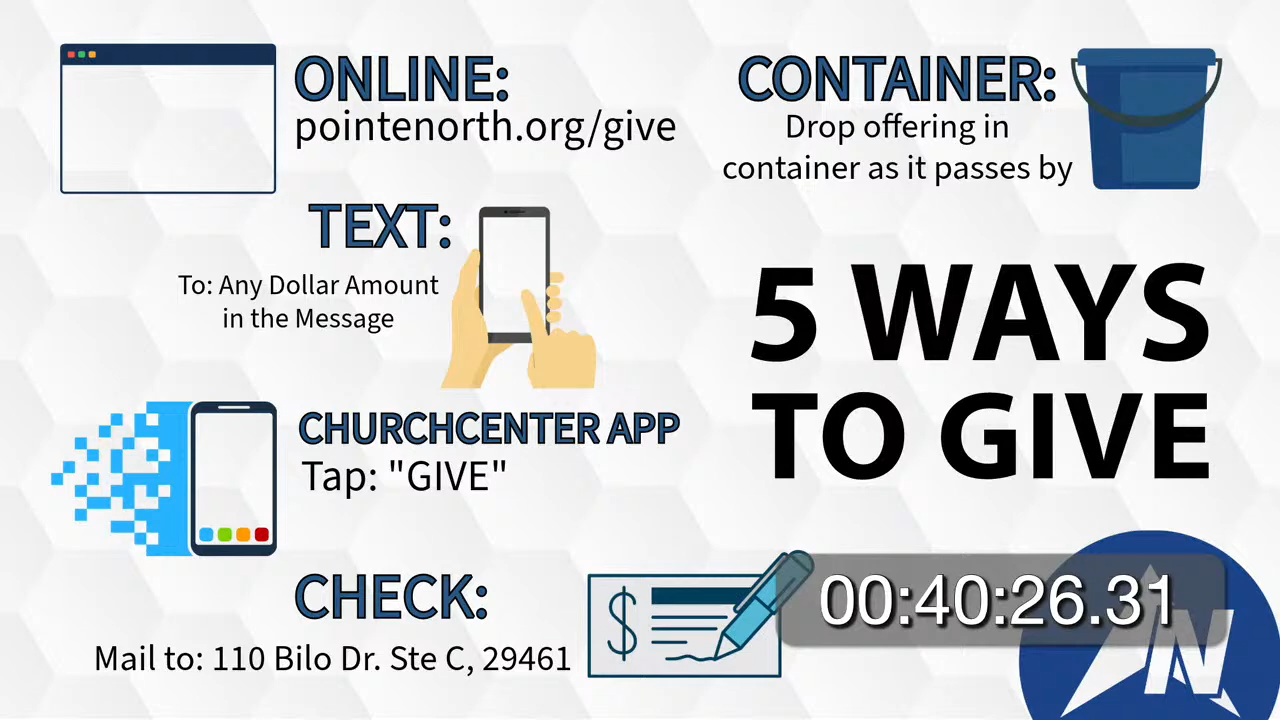 ONLINE:
pointenorth.org/give
CONTAINER:
Drop offering in
container as it passes by
TEXT:
To: Any Dollar Amount
in the Message
5 WAYS
TO GIVE
CHURCHCENTER APP
Tap: "GIVE"
CHECK:
Mail to: 110 Bilo Dr. Ste C, 29461
$
00:40:26.31
N